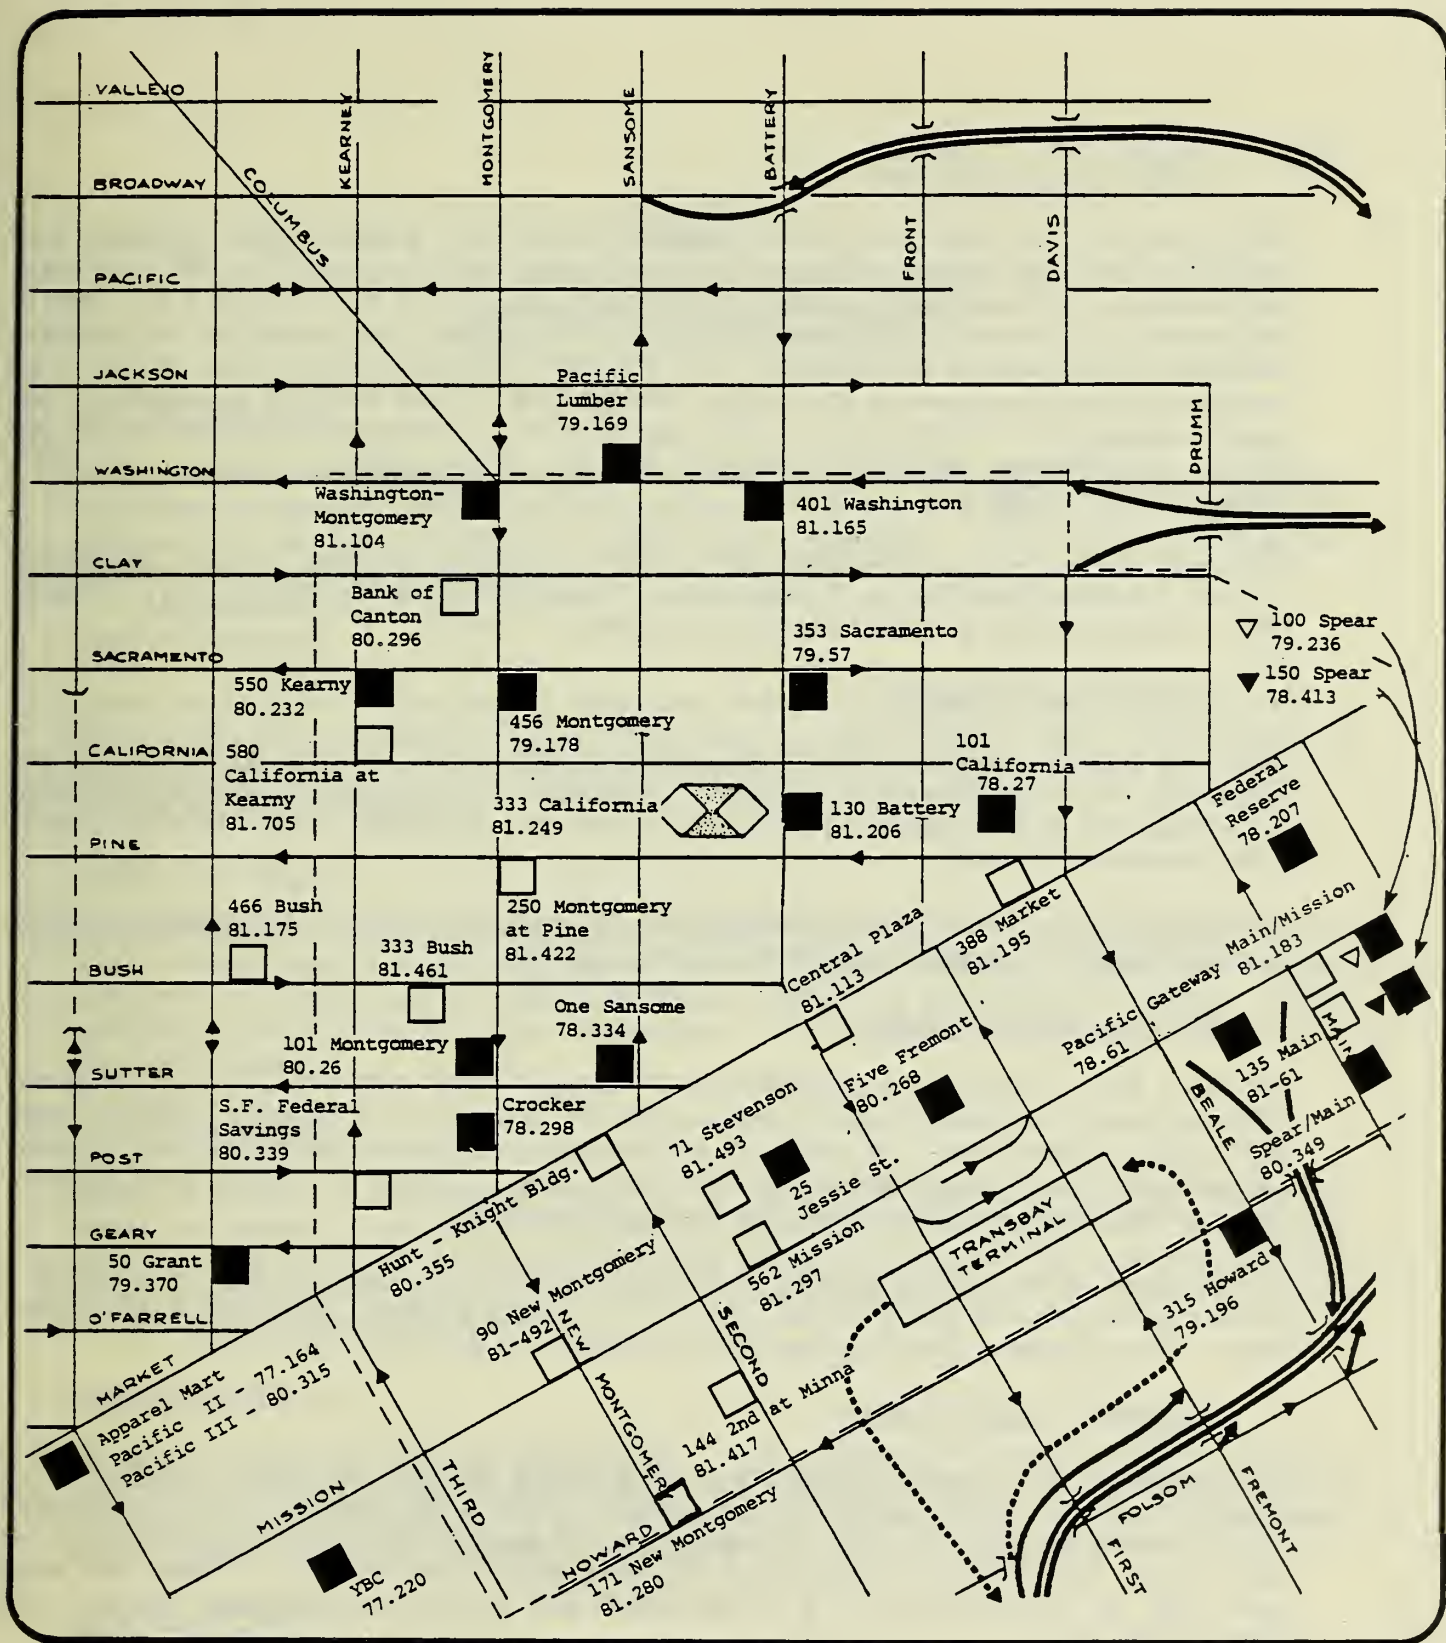 VALLEJO
KEARNEY
MONTGOMERY
SANSOME
BATTERY
BROADWAY
COLUMBUS
FRONT
DAVIS
PACIFIC
JACKSON
Pacific
Lumber
79.169
DRUMM
WASHINGTON
Washington-
Montgomery
81.104
401 Washington
81.165
CLAY
Bank of
Canton
80.296
353 Sacramento
79.57
100 Spear
79.236
150 Spear
78.413
SACRAMENTO
550 Kearny
80.232
456 Montgomery
79.178
CALIFORNIA
580
California at
Kearny
81.705
101
California
78.27
333 California
81.249
130 Battery
81.206
Federal
Reserve
78.207
PINE
466 Bush
81.175
250 Montgomery
at Pine
81.422
333 Bush
81.461
BUSH
Central Plaza
81.113
388 Market
81.195
Pacific Gateway
78.61
Main/Mission
81.183
One Sansome
78.334
101 Montgomery
80.26
SUTTER
Five Fremont
80.268
135 Main
81-61
MAIN
BEALE
Spear/Main
80.349
S.F. Federal
Savings
80.339
Crocker
78.298
71 Stevenson
81.493
25
Jessie St.
POST
Hunt - Knight Bldg.
80.355
562 Mission
81.297
TRANSBAY
TERMINAL
GEARY
50 Grant
79.370
90 New Montgomery
81-492
315 Howard
79.196
O'FARRELL
MARKET
Apparel Mart
Pacific II - 77.164
Pacific III - 80.315
NEW
MONTGOMERY
SECOND
144 2nd at Minna
81.417
MISSION
THIRD
HOWARD
171 New Montgomery
81.280
YBC
77.220
FOLSOM
FIRST
FREMONT